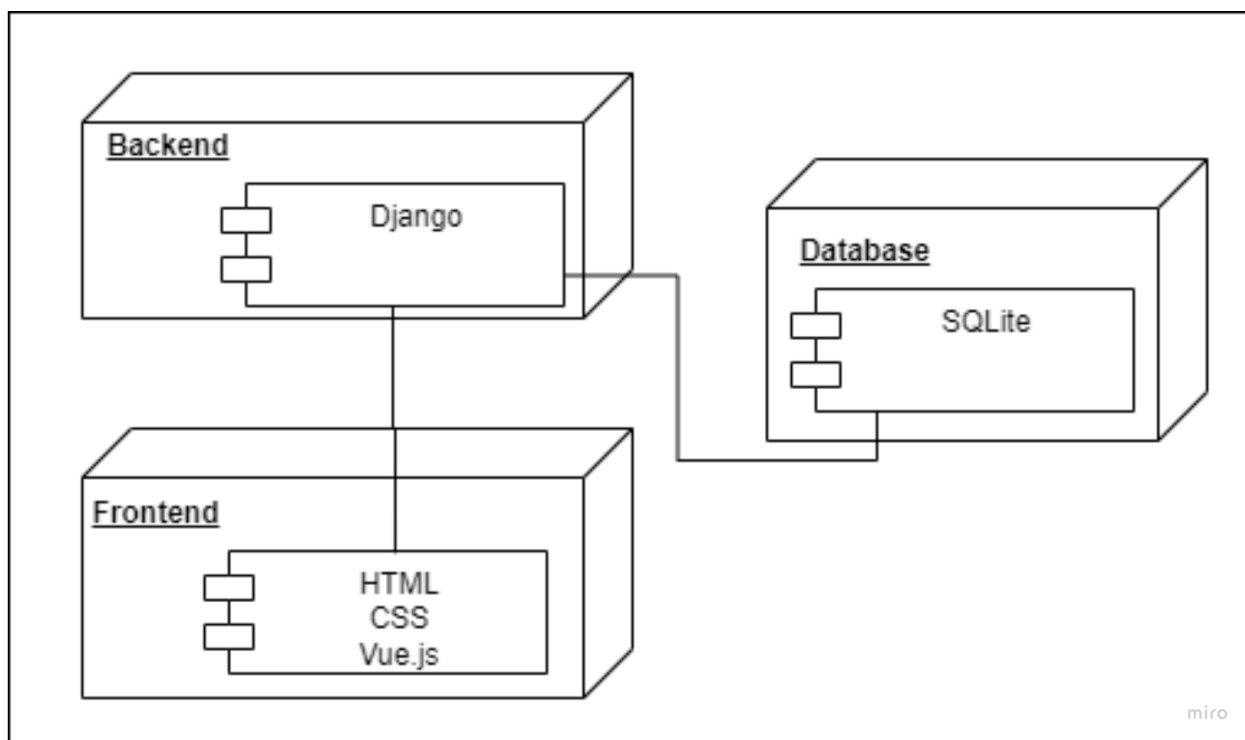 Backend
Django
Database
SQLite
Frontend
HTML
CSS
Vue.js
miro